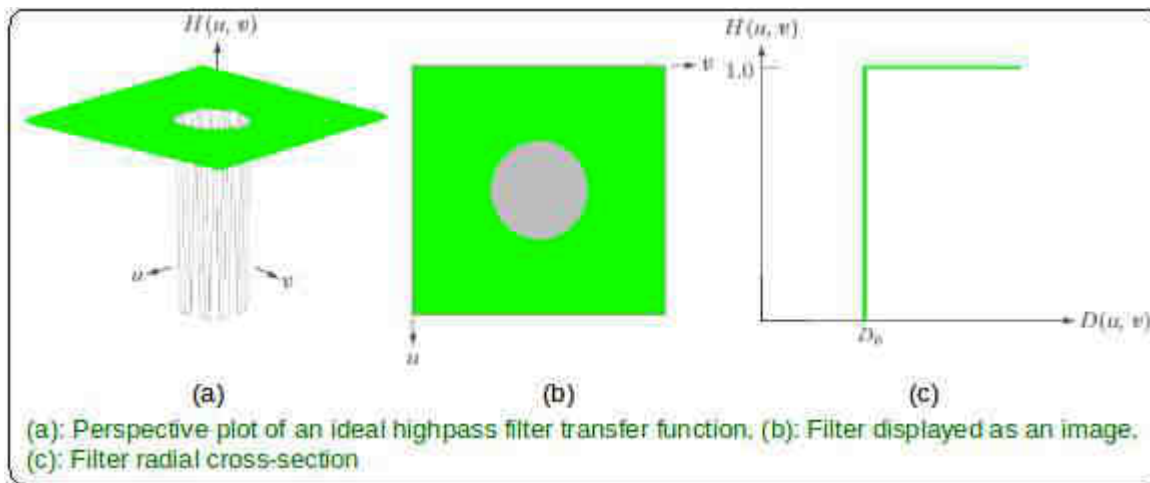 H(u, v)
u
v
(a)
v
u
(b)
H(u, v)
1.0
D₀
D(u, v)
(c)
(a): Perspective plot of an ideal highpass filter transfer function, (b): Filter displayed as an image,
(c): Filter radial cross-section